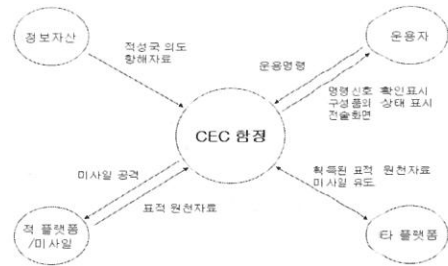 정보자산
운용자
적성국 의도
항해자료
운용명령
명령신호 확인표시
구성품의 상태 표시
전술화면
CEC 함정
미사일 공격
표적 원천자료
획득된 표적 원천자료
미사일 유도
적 플랫폼
/미사일
타 플랫폼